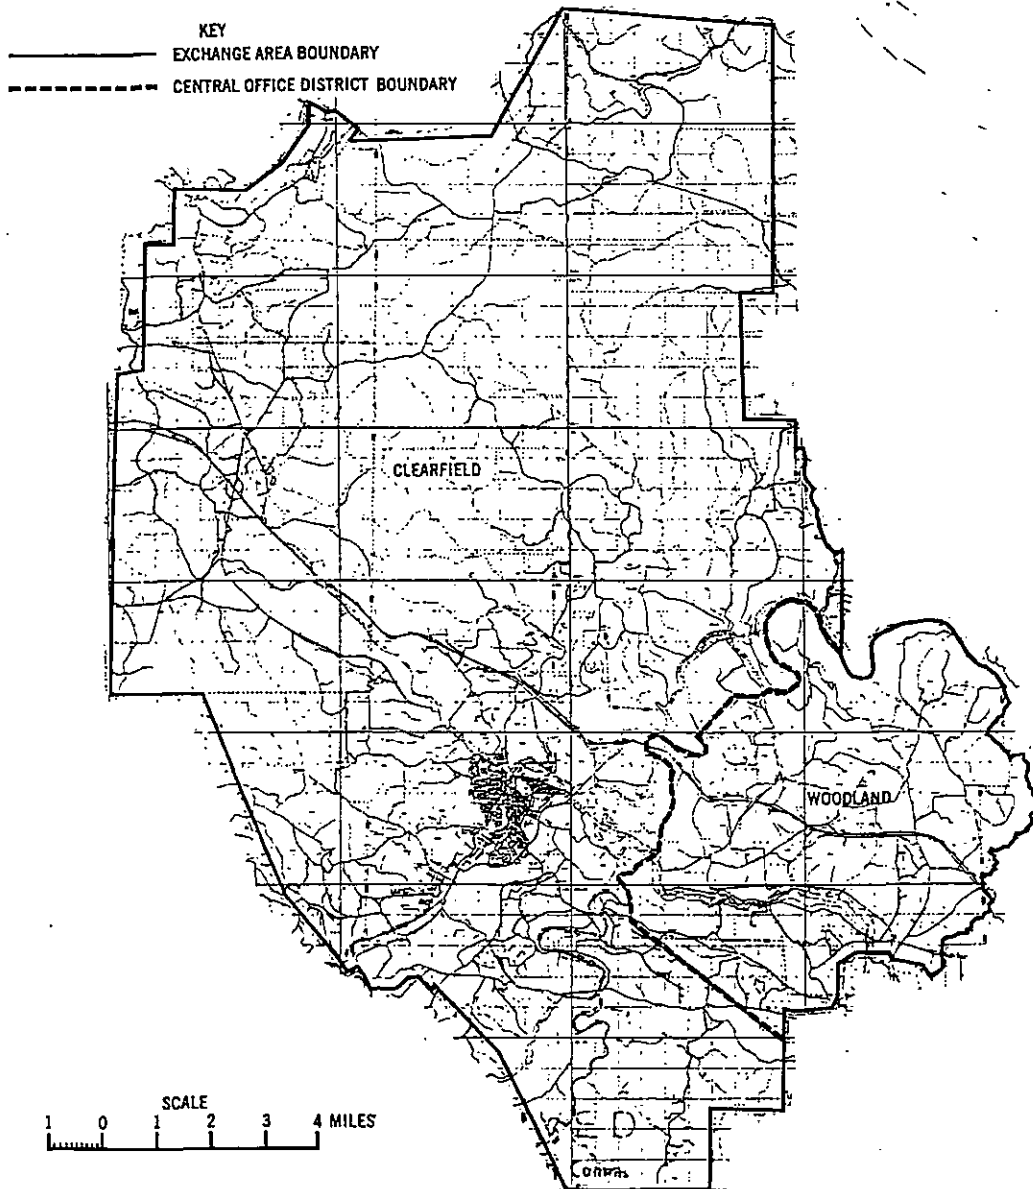 KEY
EXCHANGE AREA BOUNDARY
CENTRAL OFFICE DISTRICT BOUNDARY
CLEARFIELD
WOODLAND
SCALE
1 0 1 2 3 4 MILES